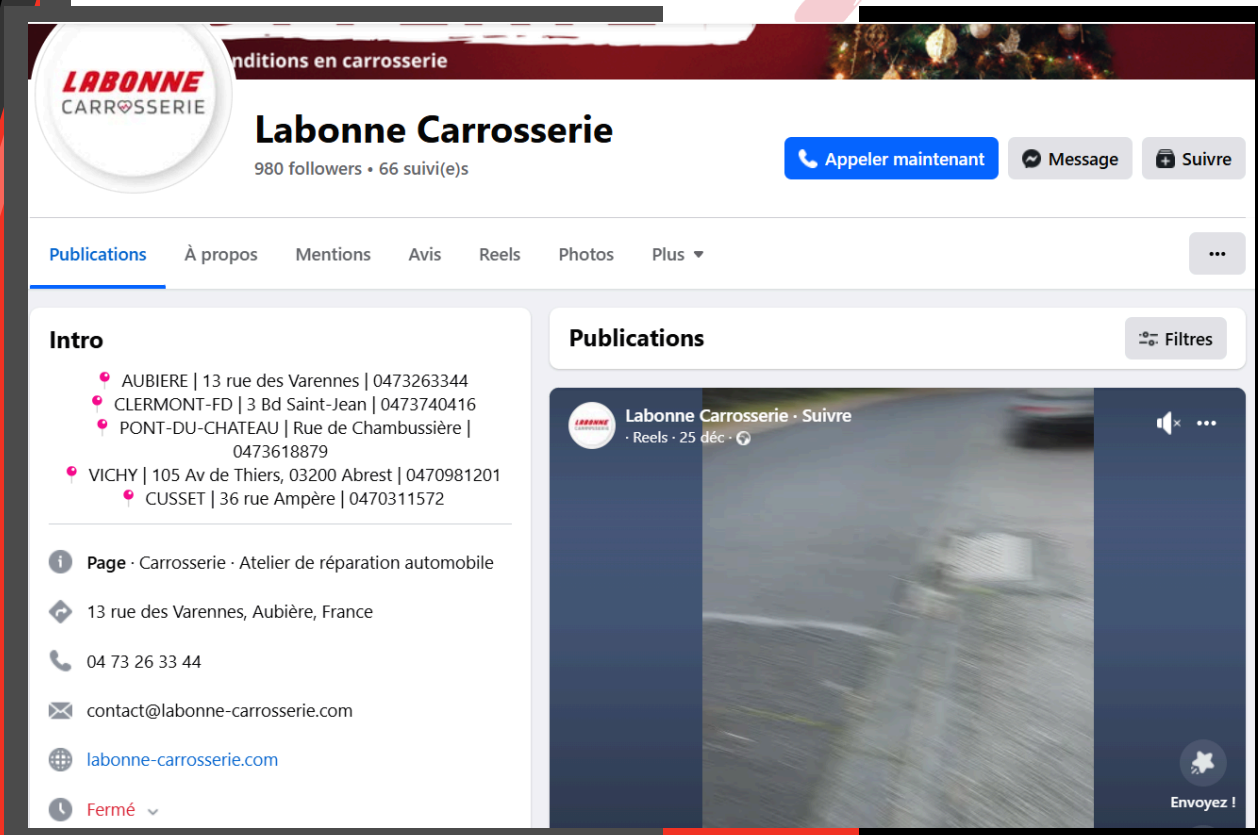 nditions en carrosserie
LABONNE
CARROSSERIE
Labonne Carrosserie
980 followers • 66 suivi(e)s
Appeler maintenant
Message
Suivre
Publications
À propos
Mentions
Avis
Reels
Photos
Plus
Intro
AUBIERE | 13 rue des Varennes | 0473263344
CLERMONT-FD | 3 Bd Saint-Jean | 0473740416
PONT-DU-CHATEAU | Rue de Chambussière |
0473618879
VICHY | 105 Av de Thiers, 03200 Abrest | 0470981201
CUSSET | 36 rue Ampère | 0470311572
Page · Carrosserie · Atelier de réparation automobile
13 rue des Varennes, Aubière, France
04 73 26 33 44
contact@labonne-carrosserie.com
labonne-carrosserie.com
Fermé
Publications
Filtres
LABONNE
Labonne Carrosserie · Suivre
· Reels · 25 déc ·
Envoyez !